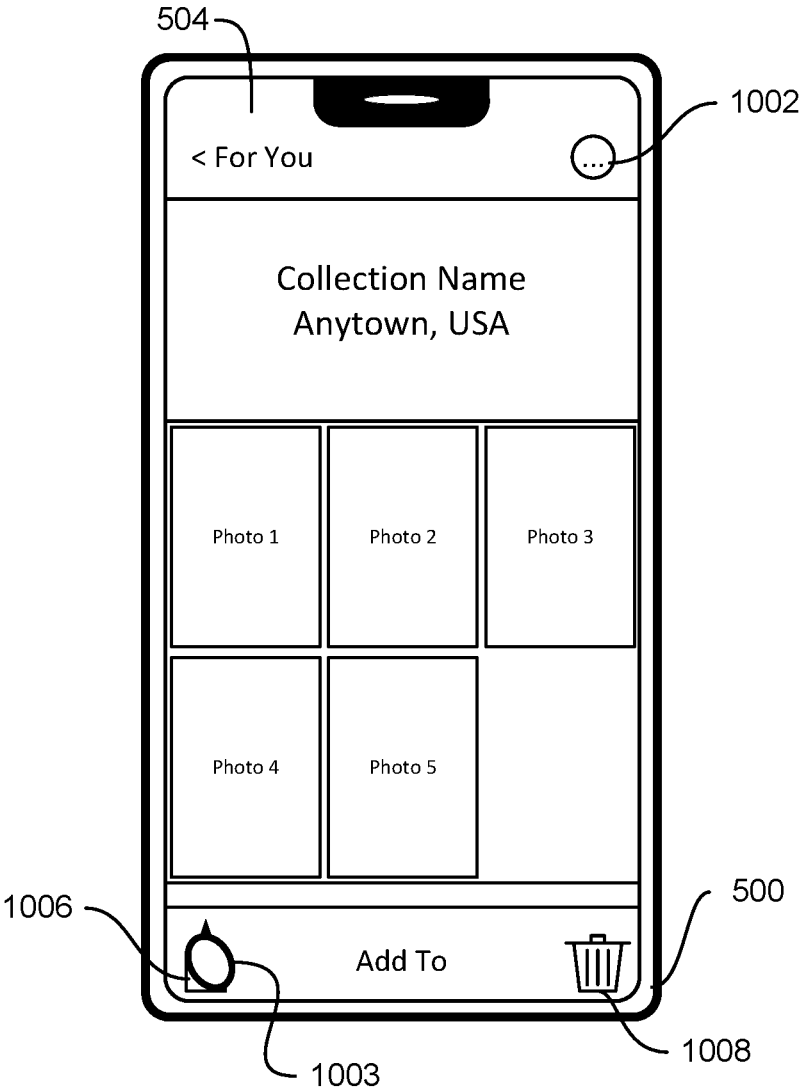 504
1002
< For You
...
Collection Name
Anytown, USA
Photo 1
Photo 2
Photo 3
Photo 4
Photo 5
1006
500
Add To
1003
1008